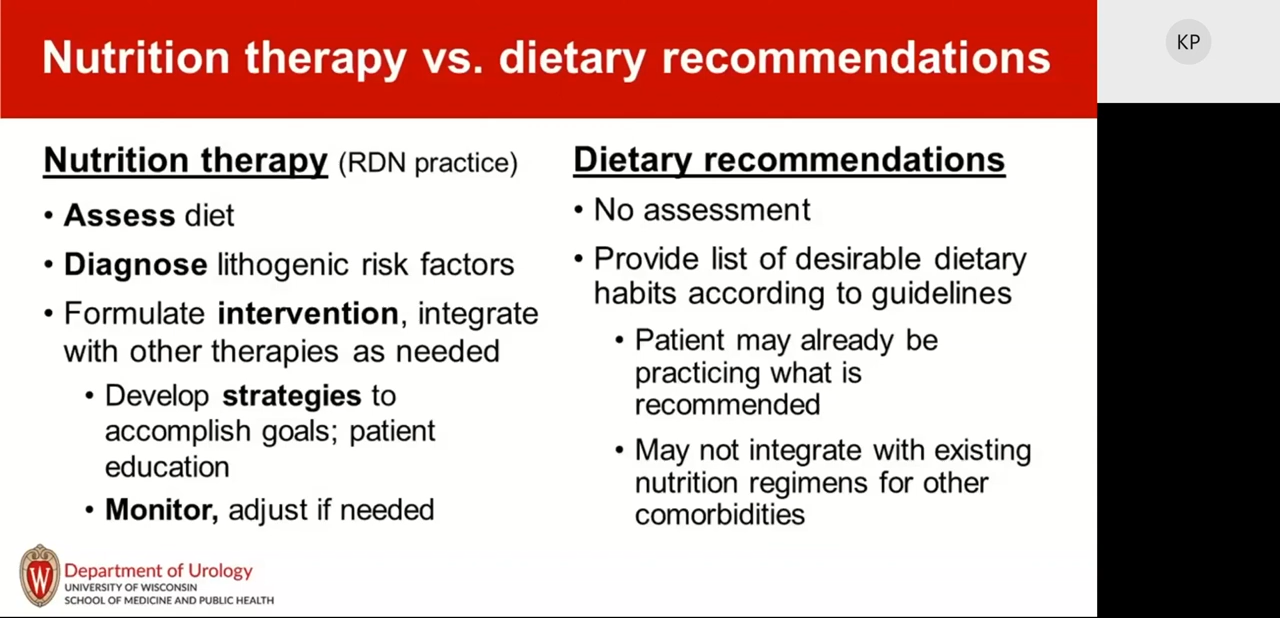 Nutrition therapy vs. dietary recommendations
KP
Nutrition therapy (RDN practice)
• Assess diet
• Diagnose lithogenic risk factors
• Formulate intervention, integrate
with other therapies as needed
• Develop strategies to
accomplish goals; patient
education
• Monitor, adjust if needed
Dietary recommendations
• No assessment
• Provide list of desirable dietary
habits according to guidelines
• Patient may already be
practicing what is
recommended
• May not integrate with existing
nutrition regimens for other
comorbidities
W
Department of Urology
UNIVERSITY OF WISCONSIN
SCHOOL OF MEDICINE AND PUBLIC HEALTH